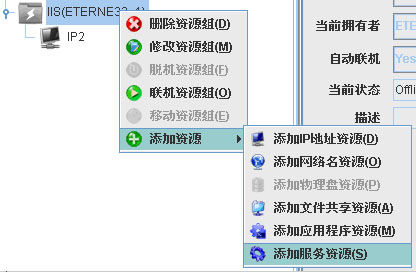 IIS(ETERNE32-4)
IP2
删除资源组(D)
修改资源组(M)
脱机资源组(F)
联机资源组(O)
移动资源组(E)
添加资源
添加IP地址资源(D)
添加网络名资源(O)
添加物理盘资源(P)
添加文件共享资源(A)
添加应用程序资源(M)
添加服务资源(S)
当前拥有者
ETE
自动联机
Yes
当前状态
Offli
描述